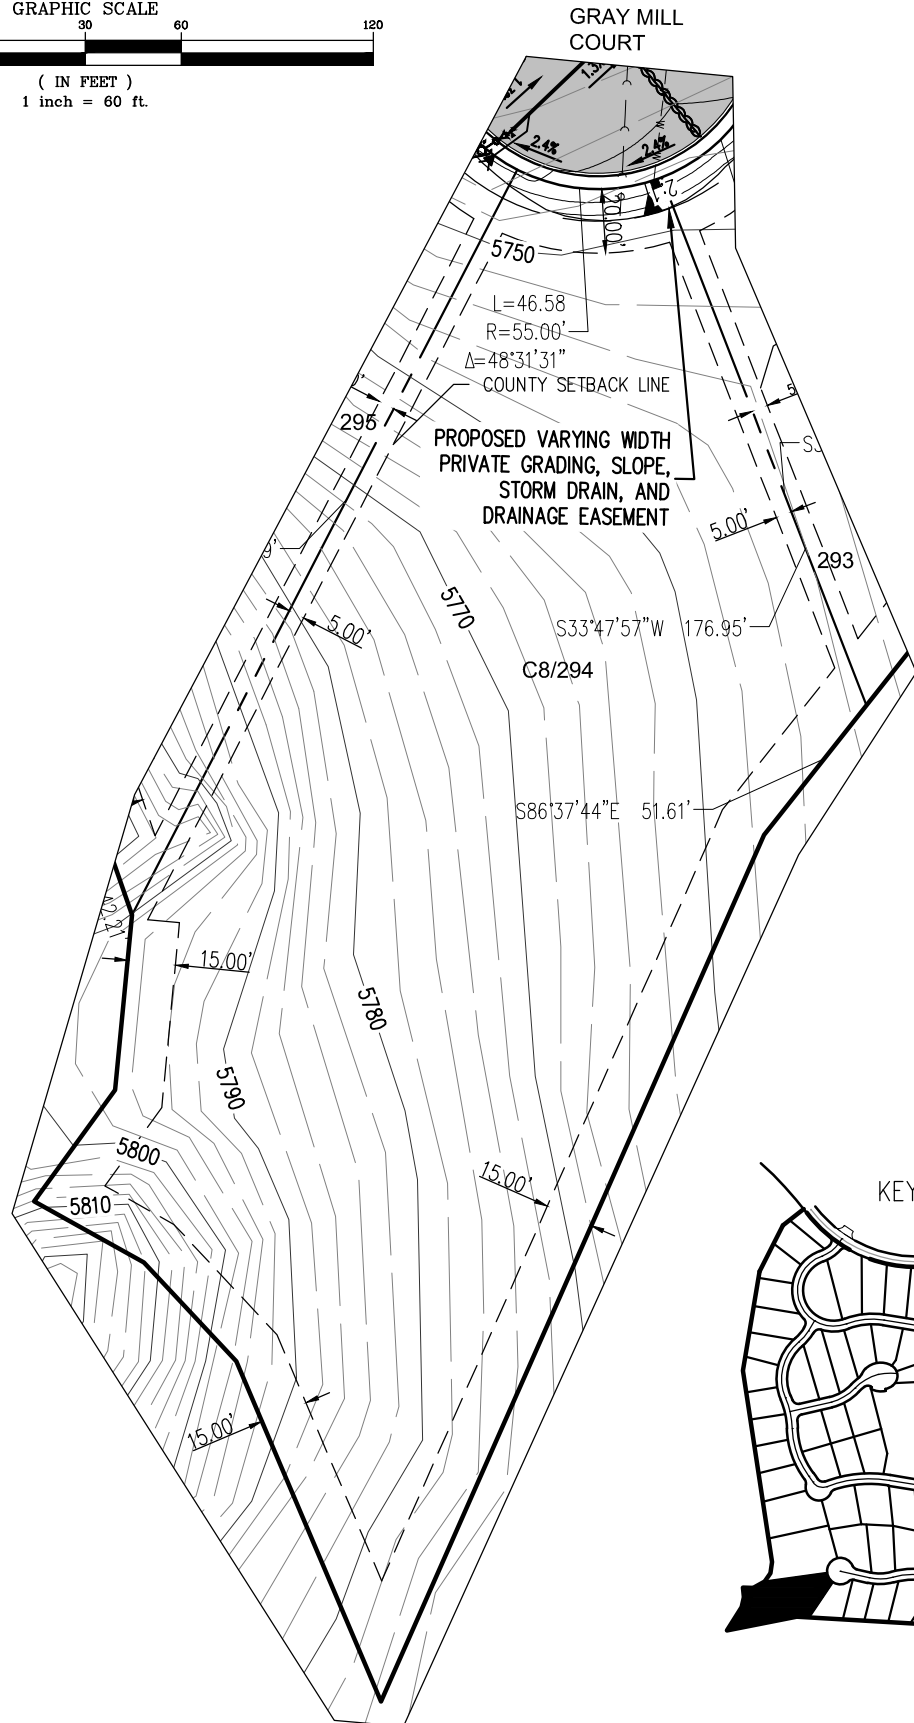 GRAPHIC SCALE
30 60 120
( IN FEET )
1 inch = 60 ft.
GRAY MILL
COURT
2.4%
2.4%
20.00'
5750
L=46.58
R=55.00'
Δ=48°31'31"
COUNTY SETBACK LINE
295
PROPOSED VARYING WIDTH
PRIVATE GRADING, SLOPE,
STORM DRAIN, AND
DRAINAGE EASEMENT
5.00'
293
5770
5.00'
S33°47'57"W 176.95'
C8/294
S86°37'44"E 51.61'
15.00'
5780
5790
5800
15.00'
5810
KEY
15.00'